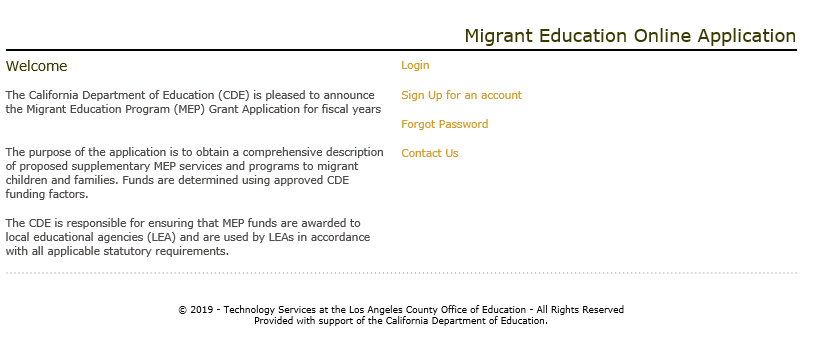 Migrant Education Online Application
Welcome
The California Department of Education (CDE) is pleased to announce
the Migrant Education Program (MEP) Grant Application for fiscal years
The purpose of the application is to obtain a comprehensive description
of proposed supplementary MEP services and programs to migrant
children and families. Funds are determined using approved CDE
funding factors.
The CDE is responsible for ensuring that MEP funds are awarded to
local educational agencies (LEA) and are used by LEAs in accordance
with all applicable statutory requirements.
Login
Sign Up for an account
Forgot Password
Contact Us
© 2019 - Technology Services at the Los Angeles County Office of Education - All Rights Reserved
Provided with support of the California Department of Education.